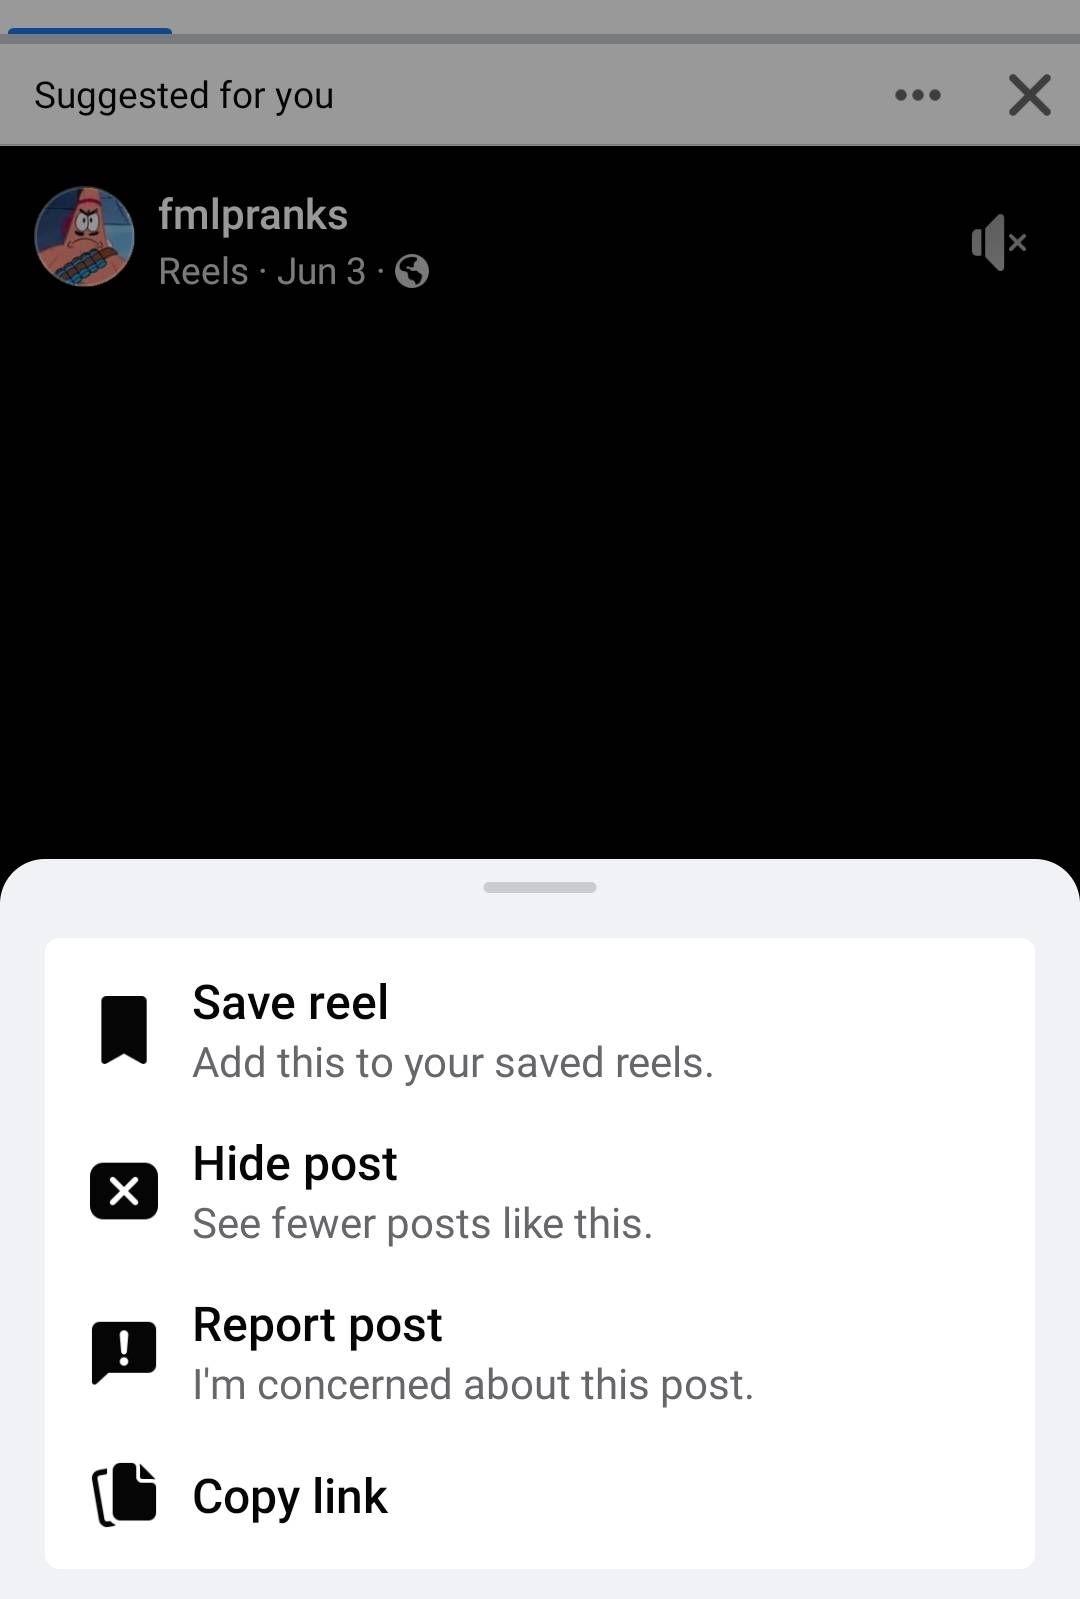 Suggested for you
fmlpranks
Reels · Jun 3 ·
Save reel
Add this to your saved reels.
Hide post
See fewer posts like this.
Report post
I'm concerned about this post.
Copy link